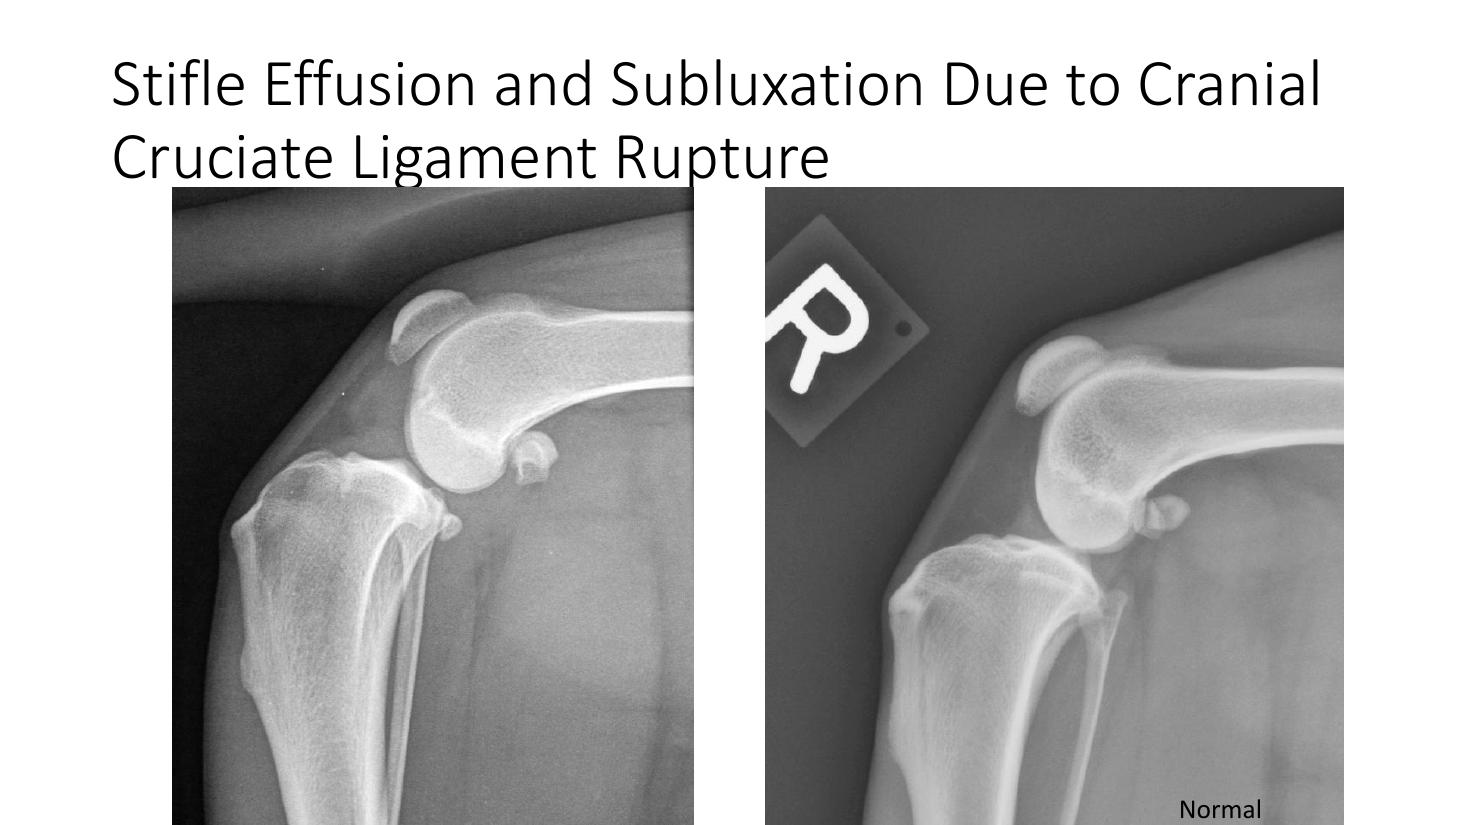 Stifle Effusion and Subluxation Due to Cranial
Cruciate Ligament Rupture
R
Normal